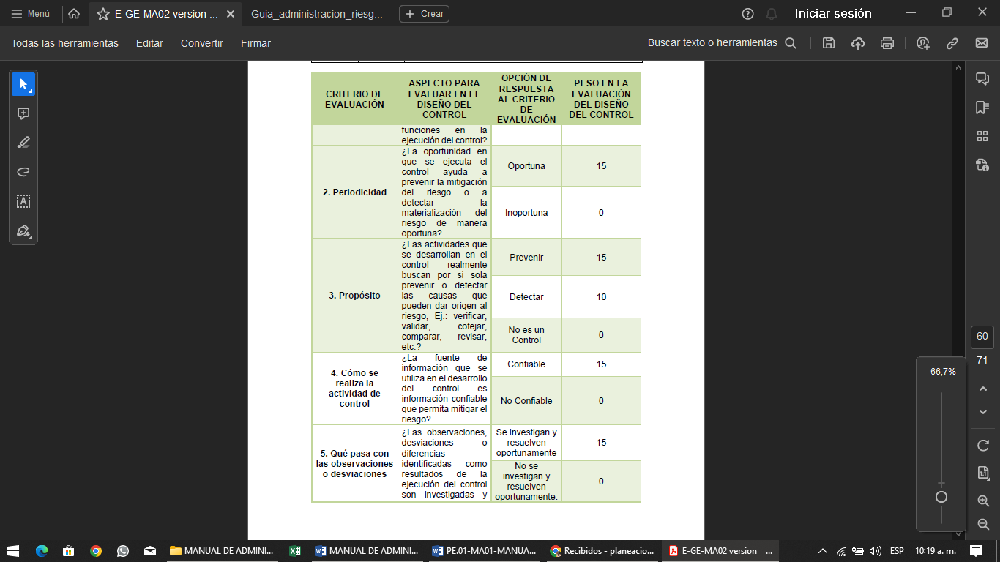 Menú
E-GE-MA02 version ...
Guia_administracion_riesg...
Crear
Iniciar sesión
Todas las herramientas
Editar
Convertir
Firmar
Buscar texto o herramientas
CRITERIO DE
EVALUACIÓN
ASPECTO PARA
EVALUAR EN EL
DISEÑO DEL
CONTROL
OPCIÓN DE
RESPUESTA
AL CRITERIO
DE
EVALUACIÓN
PESO EN LA
EVALUACIÓN
DEL DISEÑO
DEL CONTROL
funciones en la
ejecución del control?
2. Periodicidad
¿La oportunidad en
que se ejecuta el
control ayuda a
prevenir la mitigación
del riesgo o a
detectar la
materialización del
riesgo de manera
oportuna?
Oportuna
15
Inoportuna
0
3. Propósito
¿Las actividades que
se desarrollan en el
control realmente
buscan por si sola
prevenir o detectar
las causas que
pueden dar origen al
riesgo, Ej.: verificar,
validar, cotejar,
comparar, revisar,
etc.?
Prevenir
15
Detectar
10
No es un
Control
0
4. Cómo se
realiza la
actividad de
control
¿La fuente de
información que se
utiliza en el desarrollo
del control es
información confiable
que permita mitigar el
riesgo?
Confiable
15
No Confiable
0
5. Qué pasa con
las observaciones
o desviaciones
¿Las observaciones,
desviaciones o
diferencias
identificadas como
resultados de la
ejecución del control
son investigadas y
Se investigan y
resuelven
oportunamente
15
No se
investigan y
resuelven
oportunamente.
0
60
71
66,7%
1:1
MANUAL DE ADMINI...
MANUAL DE ADMINI...
PE.01-MA01-MANUA...
Recibidos - planeacio...
E-GE-MA02 version ...
ESP
10:19 a. m.